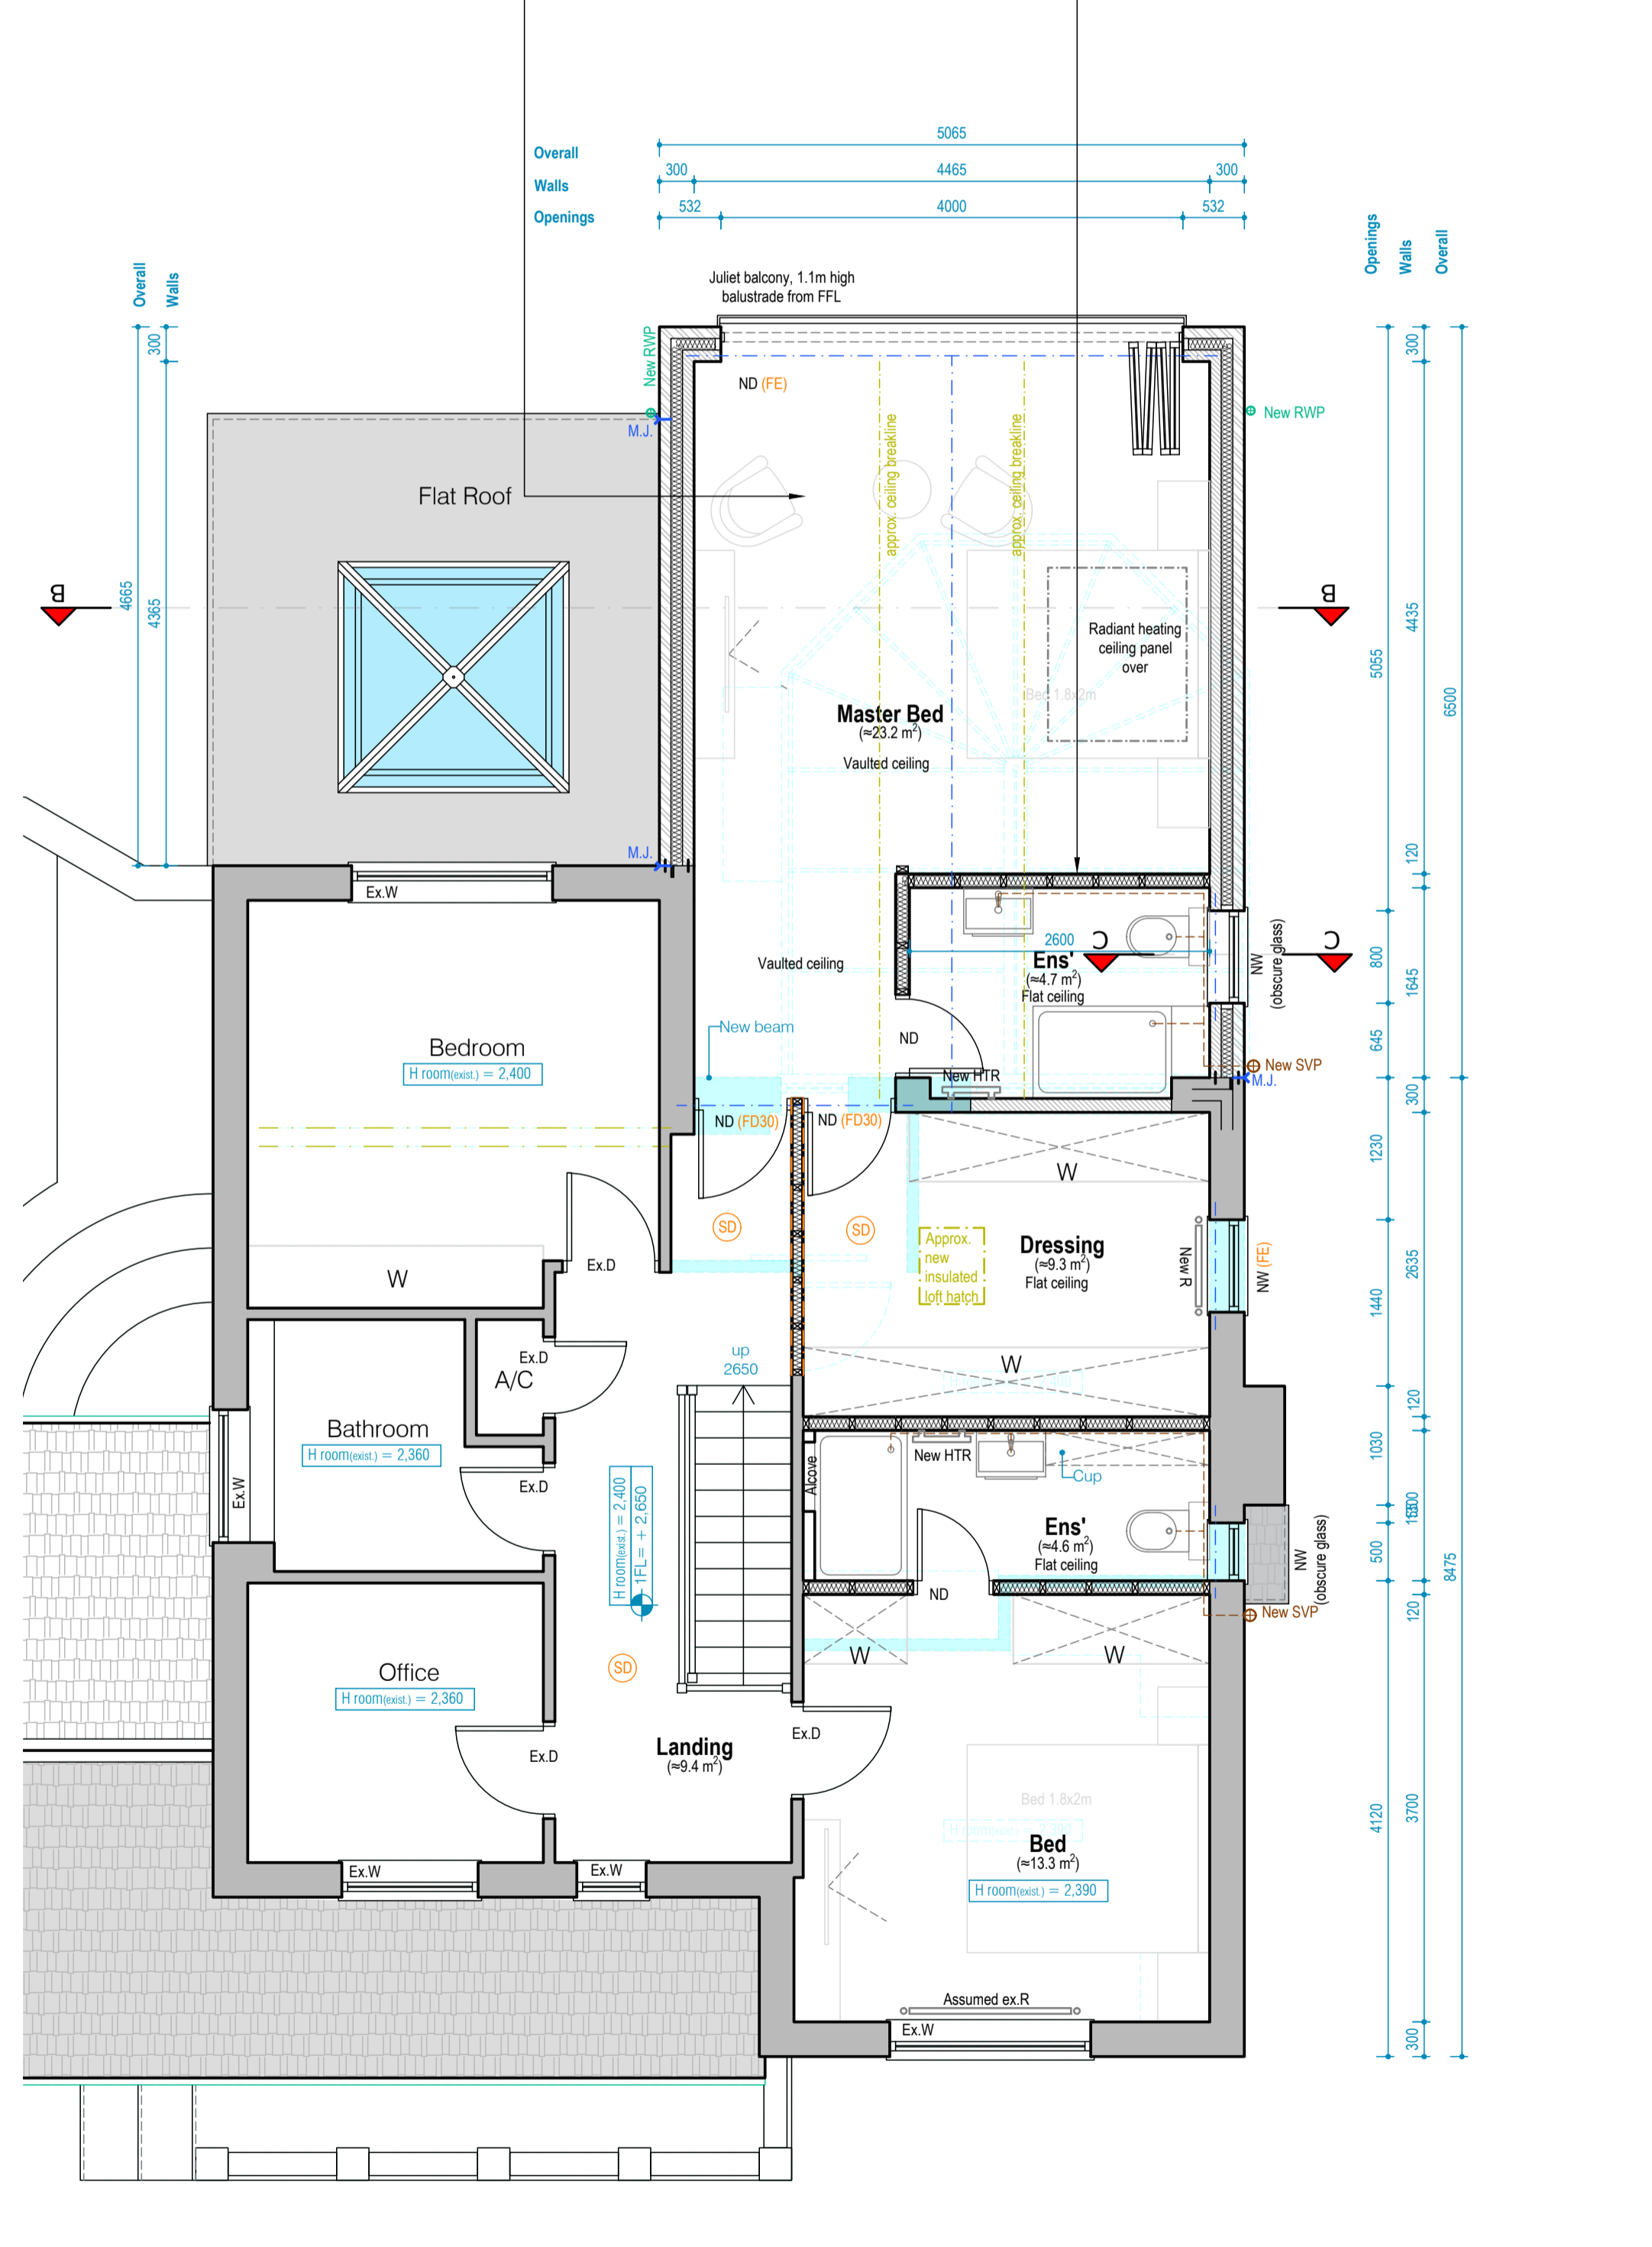 5065
Overall
300 4465 300
Walls
532 4000 532
Openings
Openings
Walls
Overall
Overall
Walls
Juliet balcony, 1.1m high
balustrade from FFL
300
New RWP
300
ND (FE)
New RWP
M.J.
approx. ceiling breakline
approx. ceiling breakline
Flat Roof
B
B
4665
4365
4435
5055
6500
Radiant heating
ceiling panel
over
Bed 1.8x2m
Master Bed
(≈23.2 m²)
Vaulted ceiling
M.J.
120
Ex.W
2600
C
C
Ens'
(≈4.7 m²)
Flat ceiling
NW
(obscure glass)
800
1645
Vaulted ceiling
New beam
ND
645
Bedroom
H room(exist.) = 2,400
New HTR
New SVP
M.J.
300
ND (FD30)
ND (FD30)
1230
W
SD
SD
Approx.
new
insulated
loft hatch
Dressing
(≈9.3 m²)
Flat ceiling
New R
NW (FE)
2635
Ex.D
W
1440
up
2650
Ex.D
A/C
W
120
Bathroom
H room(exist.) = 2,360
1030
New HTR
Alcove
Cup
Ex.W
Ex.D
H room(exist.) = 2,400
1FL= + 2,650
Ens'
(≈4.6 m²)
Flat ceiling
NW
(obscure glass)
500
8475
ND
New SVP
120
W
W
SD
Office
H room(exist.) = 2,360
Ex.D
Landing
(≈9.4 m²)
Ex.D
Bed 1.8x2m
4120
3700
H room(exist.) = 2,380
Bed
(≈13.3 m²)
H room(exist.) = 2,390
Ex.W
Ex.W
Assumed ex.R
Ex.W
300